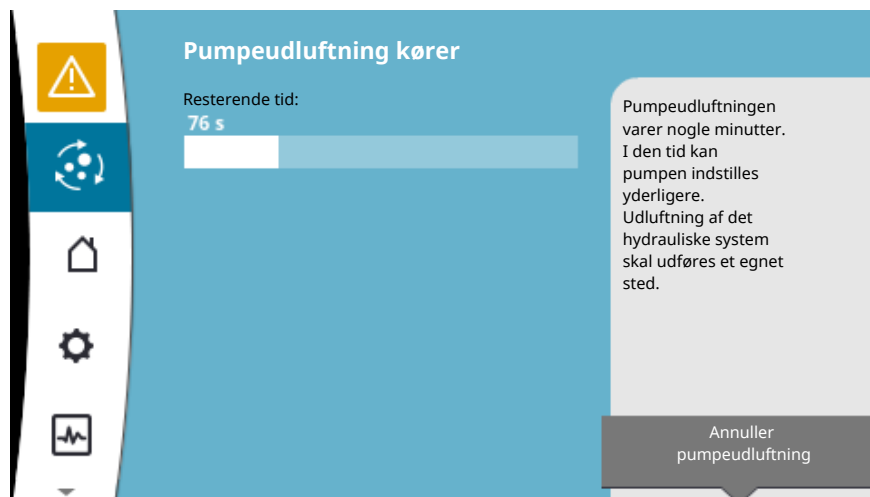 Pumpeudluftning kører
Resterende tid:
76 s
Pumpeudluftningen
varer nogle minutter.
I den tid kan
pumpen indstilles
yderligere.
Udluftning af det
hydrauliske system
skal udføres et egnet
sted.
Annuller
pumpeudluftning